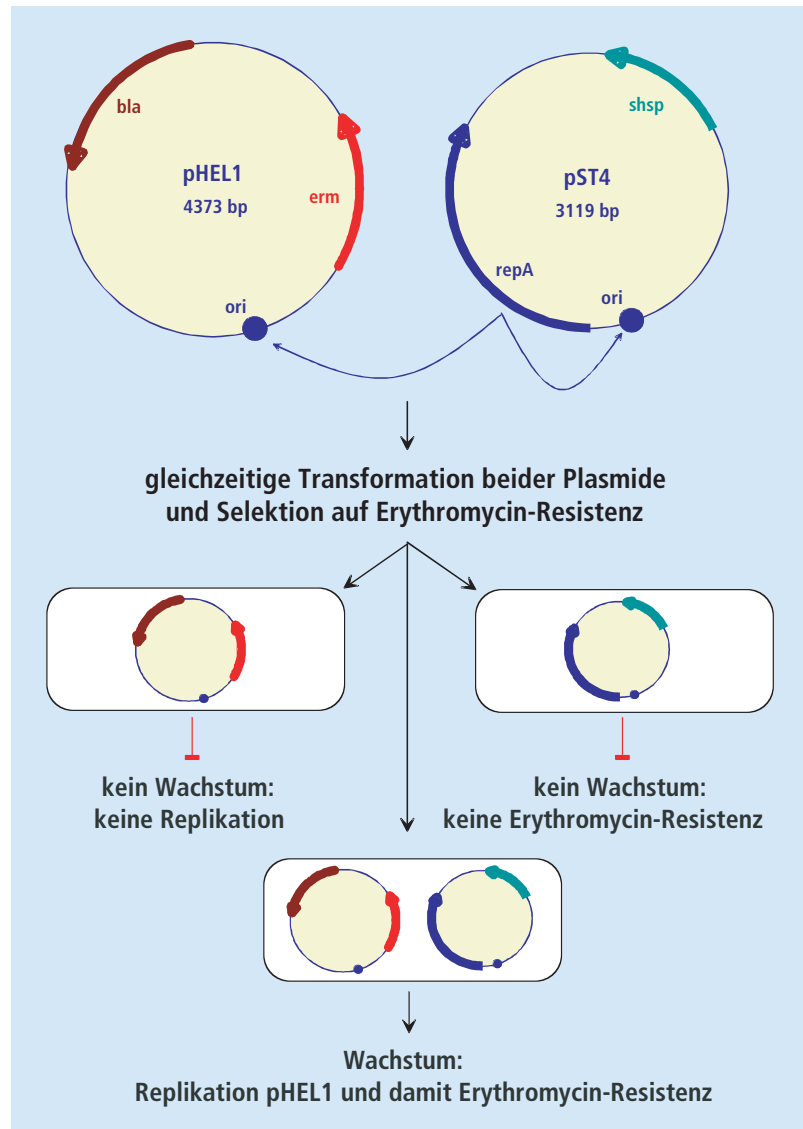 bla
pHEL1
4373 bp
erm
ori
shsp
pST4
3119 bp
repA
ori
gleichzeitige Transformation beider Plasmide
und Selektion auf Erythromycin-Resistenz
kein Wachstum:
keine Replikation
kein Wachstum:
keine Erythromycin-Resistenz
Wachstum:
Replikation pHEL1 und damit Erythromycin-Resistenz